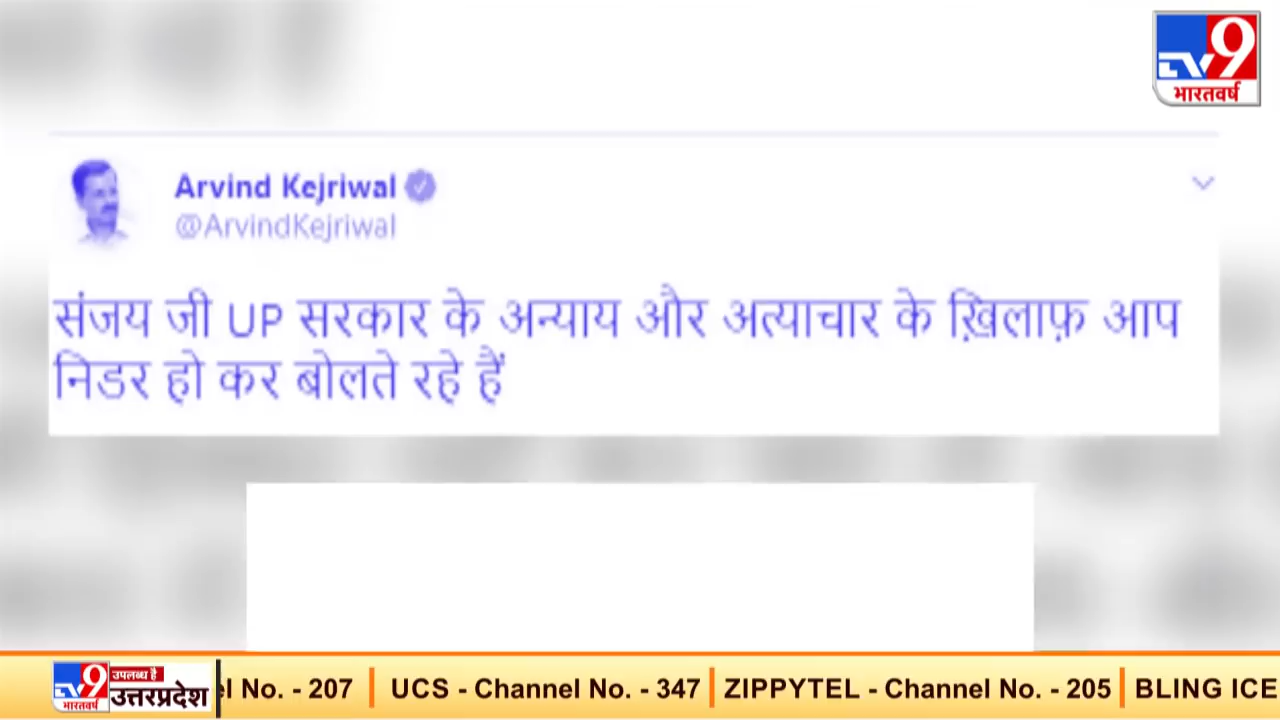 TV9
भारतवर्ष
Arvind Kejriwal
@ArvindKejriwal
संजय जी UP सरकार के अन्याय और अत्याचार के ख़िलाफ़ आप
निडर हो कर बोलते रहे हैं
TV9
भारतवर्ष
उपलब्ध है
उत्तरप्रदेश
el No. - 207 | UCS - Channel No. - 347 | ZIPPYTEL - Channel No. - 205 | BLING ICE